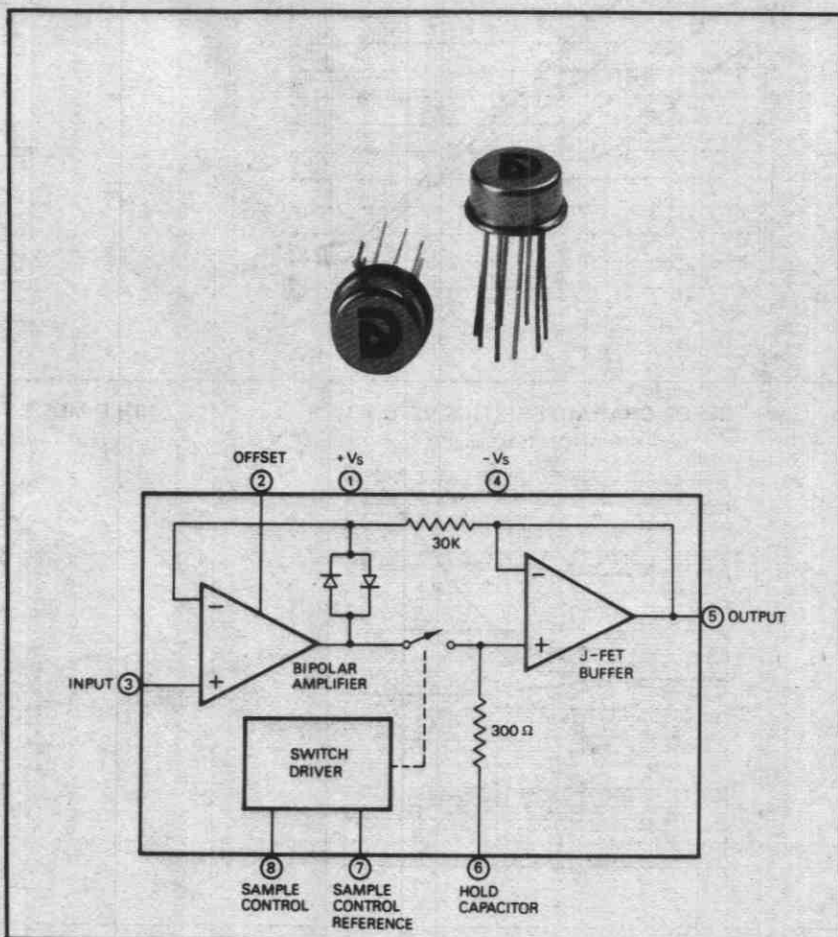 OFFSET
②
+Vs
①
-Vs
④
30K
-
+
BIPOLAR
AMPLIFIER
INPUT ③
-
+
J-FET
BUFFER
⑤ OUTPUT
300 Ω
SWITCH
DRIVER
⑧
SAMPLE
CONTROL
⑦
SAMPLE
CONTROL
REFERENCE
⑥
HOLD
CAPACITOR